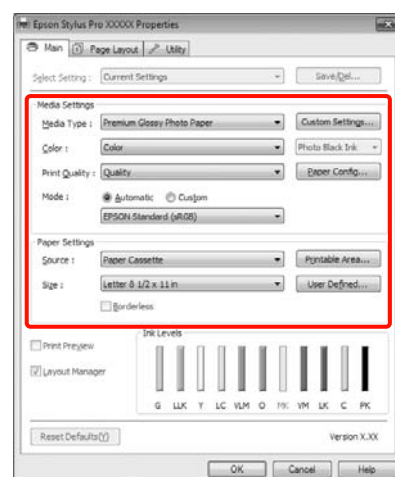 Epson Stylus Pro XXXXX Properties
Main Page Layout Utility
Select Setting : Current Settings Save/Del...
Media Settings
Media Type : Premium Glossy Photo Paper Custom Settings...
Color : Color Photo Black Ink
Print Quality : Quality Paper Config...
Mode : Automatic Custom
EPSON Standard (sRGB)
Paper Settings
Source : Paper Cassette Printable Area...
Size : Letter 8 1/2 x 11 in User Defined...
Borderless
Ink Levels
Print Preview
Layout Manager
G LLK Y LC VLM O MK VM LK C PK
Reset Defaults(Y) Version X.XX
OK Cancel Help